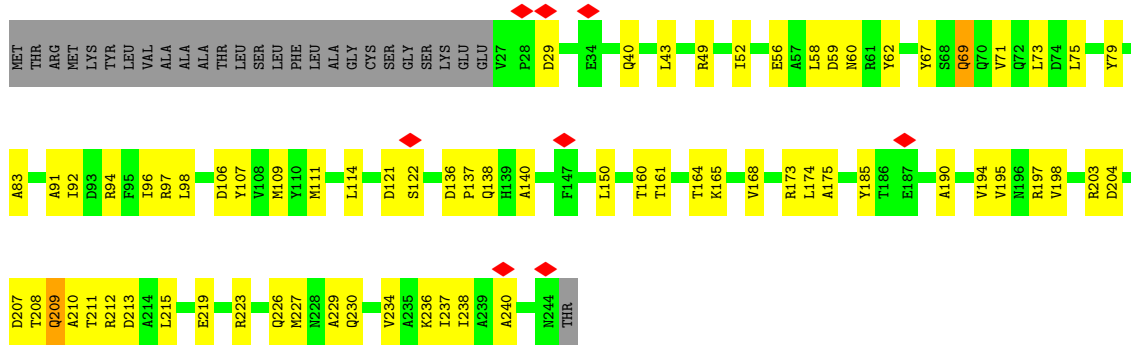 MET THR ARG MET LYS TYR LEU VAL ALA ALA ALA THR LEU SER LEU PHE LEU ALA GLY CYS SER GLY SER LYS GLU GLU V27 P28 D29 E34 Q40 L43 R49 I52 E56 A57 L58 D59 N60 R61 Y62 Y67 S68 Q69 Q70 V71 Q72 L73 D74 L75 Y79
A83 A91 I92 D93 R94 F95 I96 R97 L98 D106 Y107 V108 M109 Y110 M111 L114 D121 S122 D136 P137 Q138 H139 A140 F147 L150 T160 T161 T164 K165 V168 R173 L174 A175 Y185 T186 E187 A190 V194 V195 N196 R197 V198 R203 D204
D207 T208 Q209 A210 T211 R212 D213 A214 L215 E219 R223 Q226 M227 N228 A229 Q230 V234 A235 K236 I237 I238 A239 A240 N244 THR